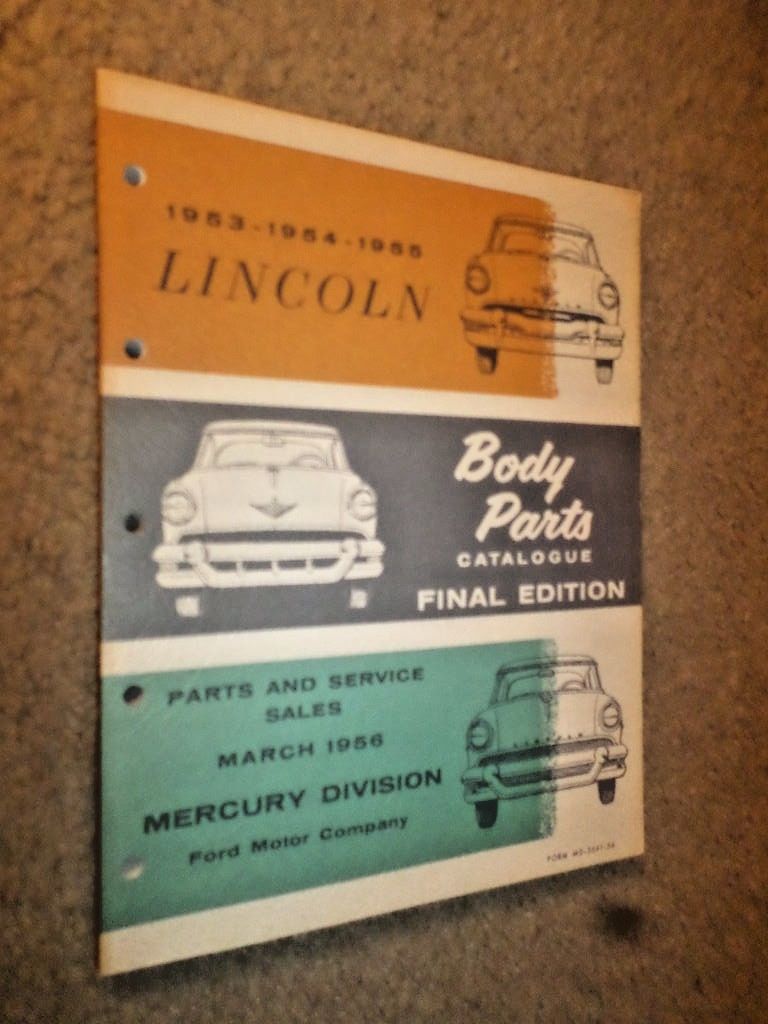 1953-1954-1955
LINCOLN
Body
Parts
CATALOGUE
FINAL EDITION
PARTS AND SERVICE
SALES
MARCH 1956
MERCURY DIVISION
Ford Motor Company
FORM